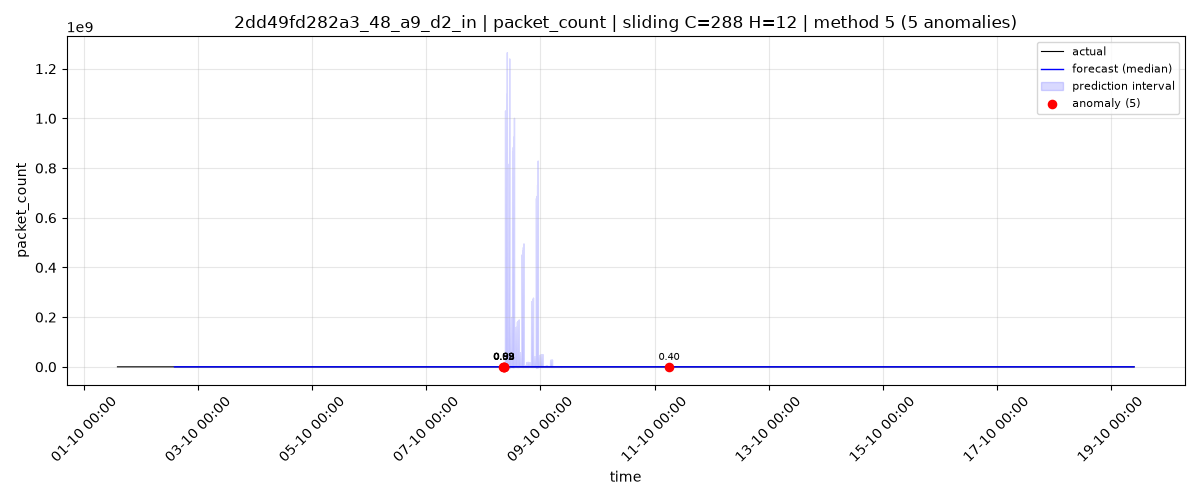 2dd49fd282a3_48_a9_d2_in | packet_count | sliding C=288 H=12 | method 5 (5 anomalies)
1e9
actual
forecast (median)
prediction interval
anomaly (5)
1.2
1.0
0.8
0.6
0.4
0.2
0.0
packet_count
0.40
01-10 00:00
03-10 00:00
05-10 00:00
07-10 00:00
09-10 00:00
11-10 00:00
13-10 00:00
15-10 00:00
17-10 00:00
19-10 00:00
time